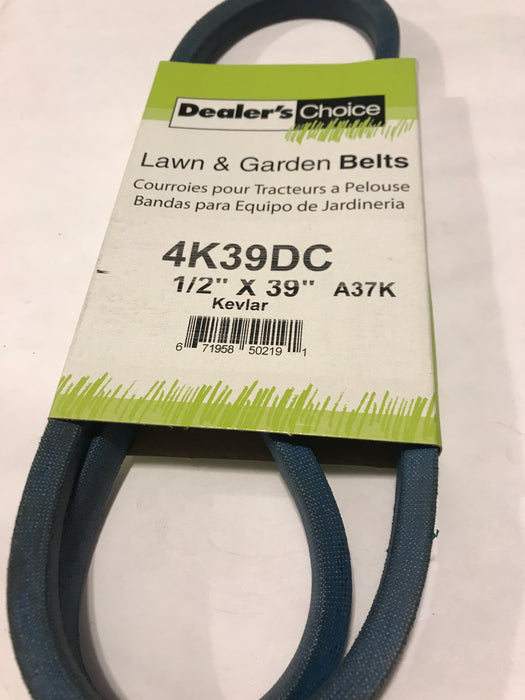 Dealer's Choice
Lawn & Garden Belts
Courroies pour Tracteurs a Pelouse
Bandas para Equipo de Jardineria
4K39DC
1/2" X 39" A37K
Kevlar
6 71958 50219 1